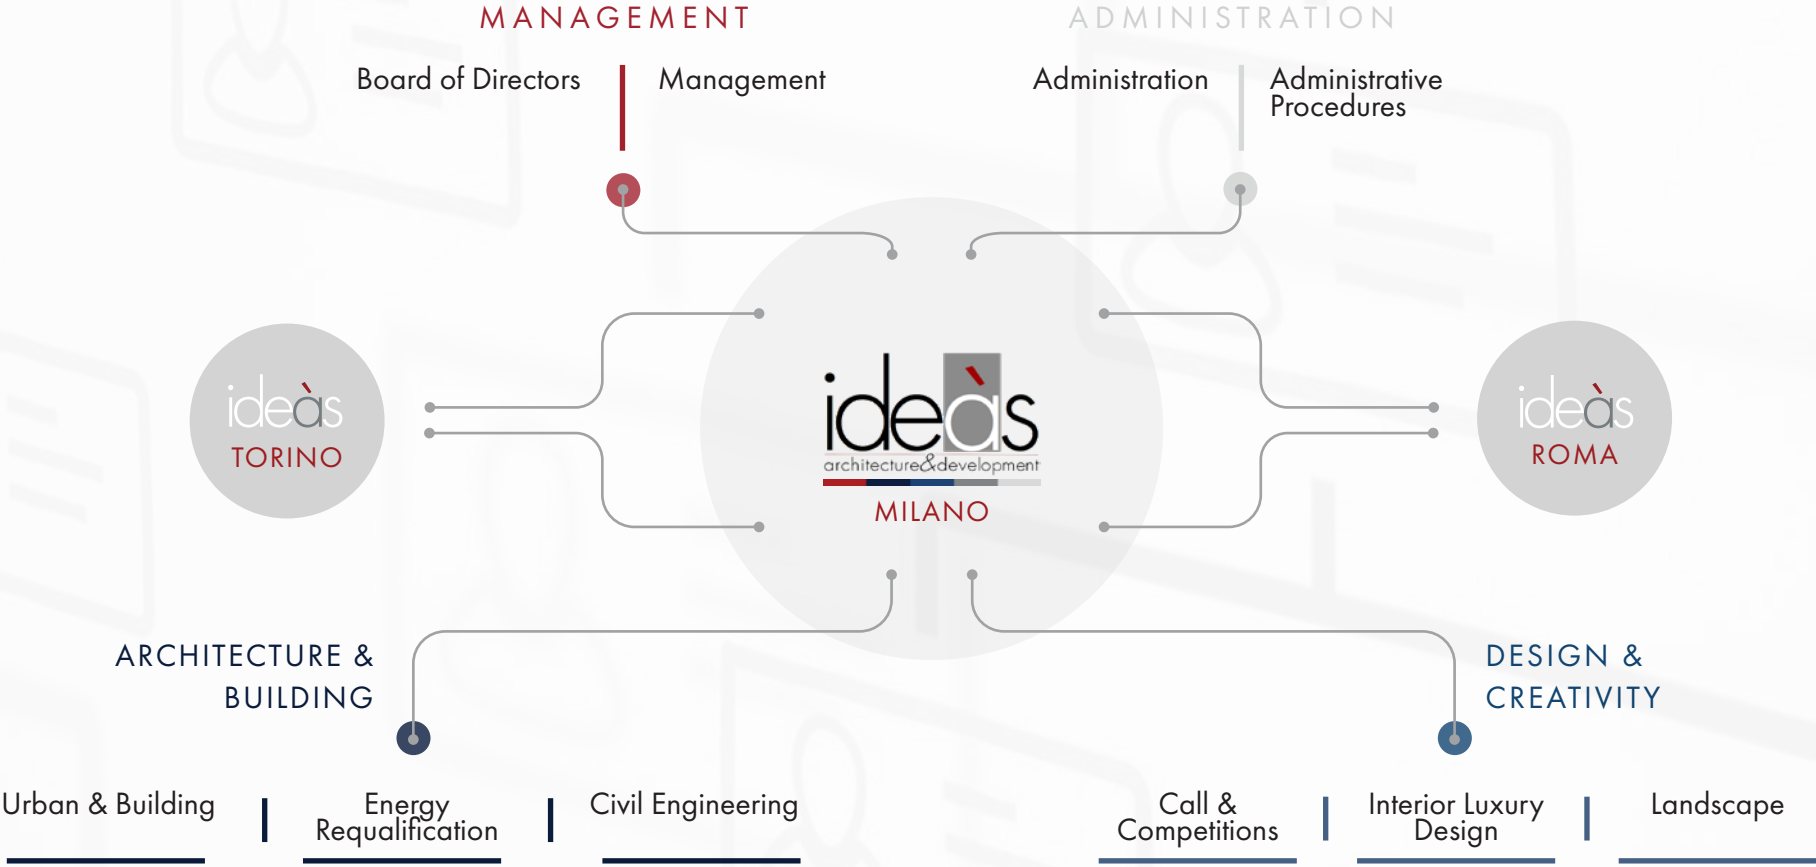 MANAGEMENT
ADMINISTRATION
Board of Directors
Management
Administration
Administrative
Procedures
ideàs
TORINO
ideàs
architecture&development
MILANO
ideàs
ROMA
ARCHITECTURE &
BUILDING
DESIGN &
CREATIVITY
Urban & Building
Energy
Requalification
Civil Engineering
Call &
Competitions
Interior Luxury
Design
Landscape